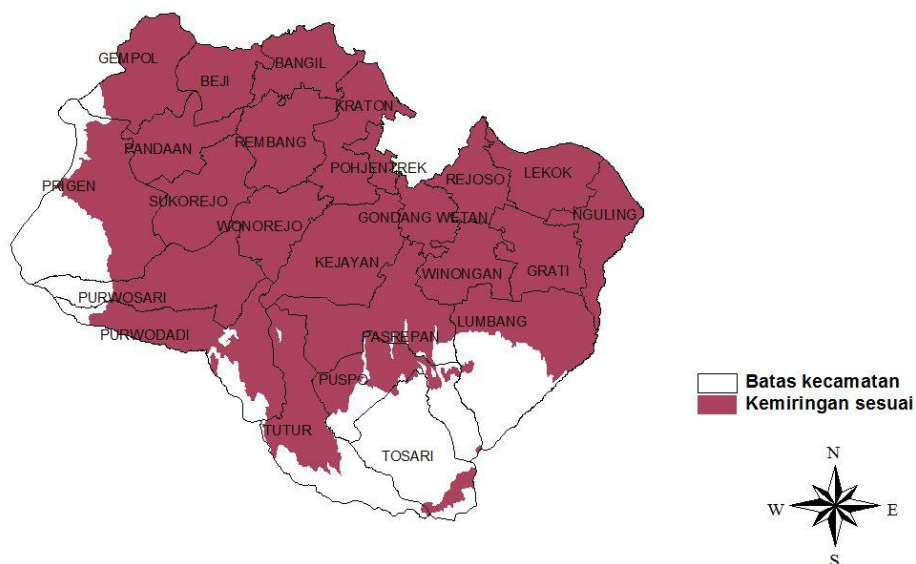 GEMPOL
BEJI
BANGIL
KRATON
PANDAAN
REMBANG
POHJENTREK
REJOSO
LEKOK
PRIGEN
SUKOREJO
NGULING
WONOREJO
GONDANG WETAN
KEJAYAN
WINONGAN
GRATI
PURWOSARI
LUMBANG
PURWODADI
PASREPAN
PUSPO
TUTUR
TOSARI
Batas kecamatan
Kemiringan sesuai
N
W
E
S